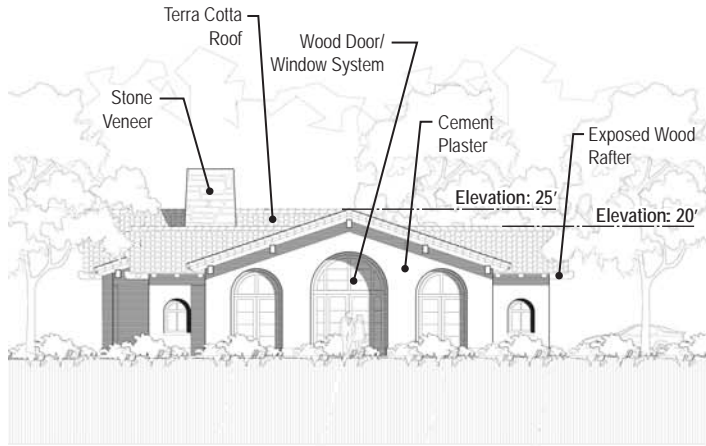 Terra Cotta
Roof
Wood Door/
Window System
Stone
Veneer
Cement
Plaster
Exposed Wood
Rafter
Elevation: 25'
Elevation: 20'